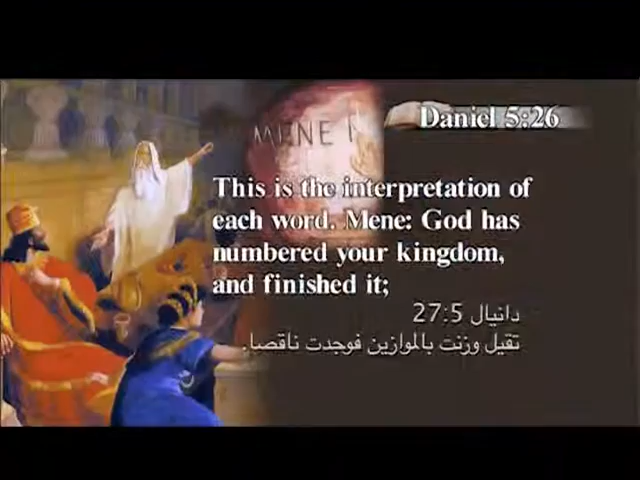 MENE
Daniel 5:26
This is the interpretation of
each word. Mene: God has
numbered your kingdom,
and finished it;
دانيال 27:5
تقيل وزنت بالموازين فوجدت ناقصا.